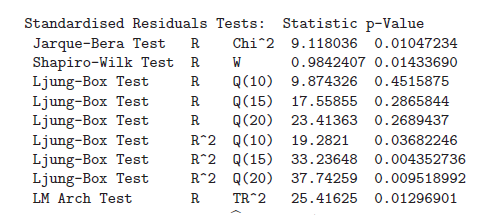 Standardised Residuals Tests: Statistic p-Value
Jarque-Bera Test R Chi^2 9.118036 0.01047234
Shapiro-Wilk Test R W 0.9842407 0.01433690
Ljung-Box Test R Q(10) 9.874326 0.4515875
Ljung-Box Test R Q(15) 17.55855 0.2865844
Ljung-Box Test R Q(20) 23.41363 0.2689437
Ljung-Box Test R^2 Q(10) 19.2821 0.03682246
Ljung-Box Test R^2 Q(15) 33.23648 0.004352736
Ljung-Box Test R^2 Q(20) 37.74259 0.009518992
LM Arch Test R TR^2 25.41625 0.01296901